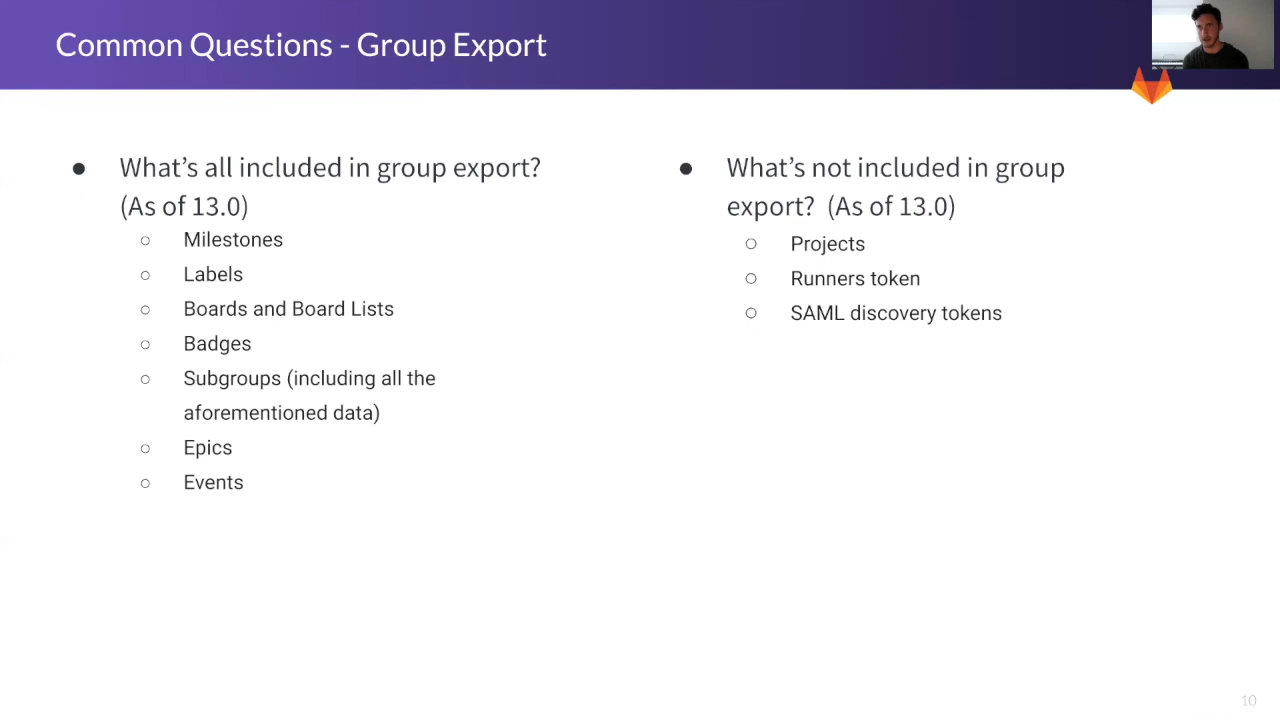 Common Questions - Group Export
● What's all included in group export?
(As of 13.0)
○ Milestones
○ Labels
○ Boards and Board Lists
○ Badges
○ Subgroups (including all the
aforementioned data)
○ Epics
○ Events
● What's not included in group
export?  (As of 13.0)
○ Projects
○ Runners token
○ SAML discovery tokens
10